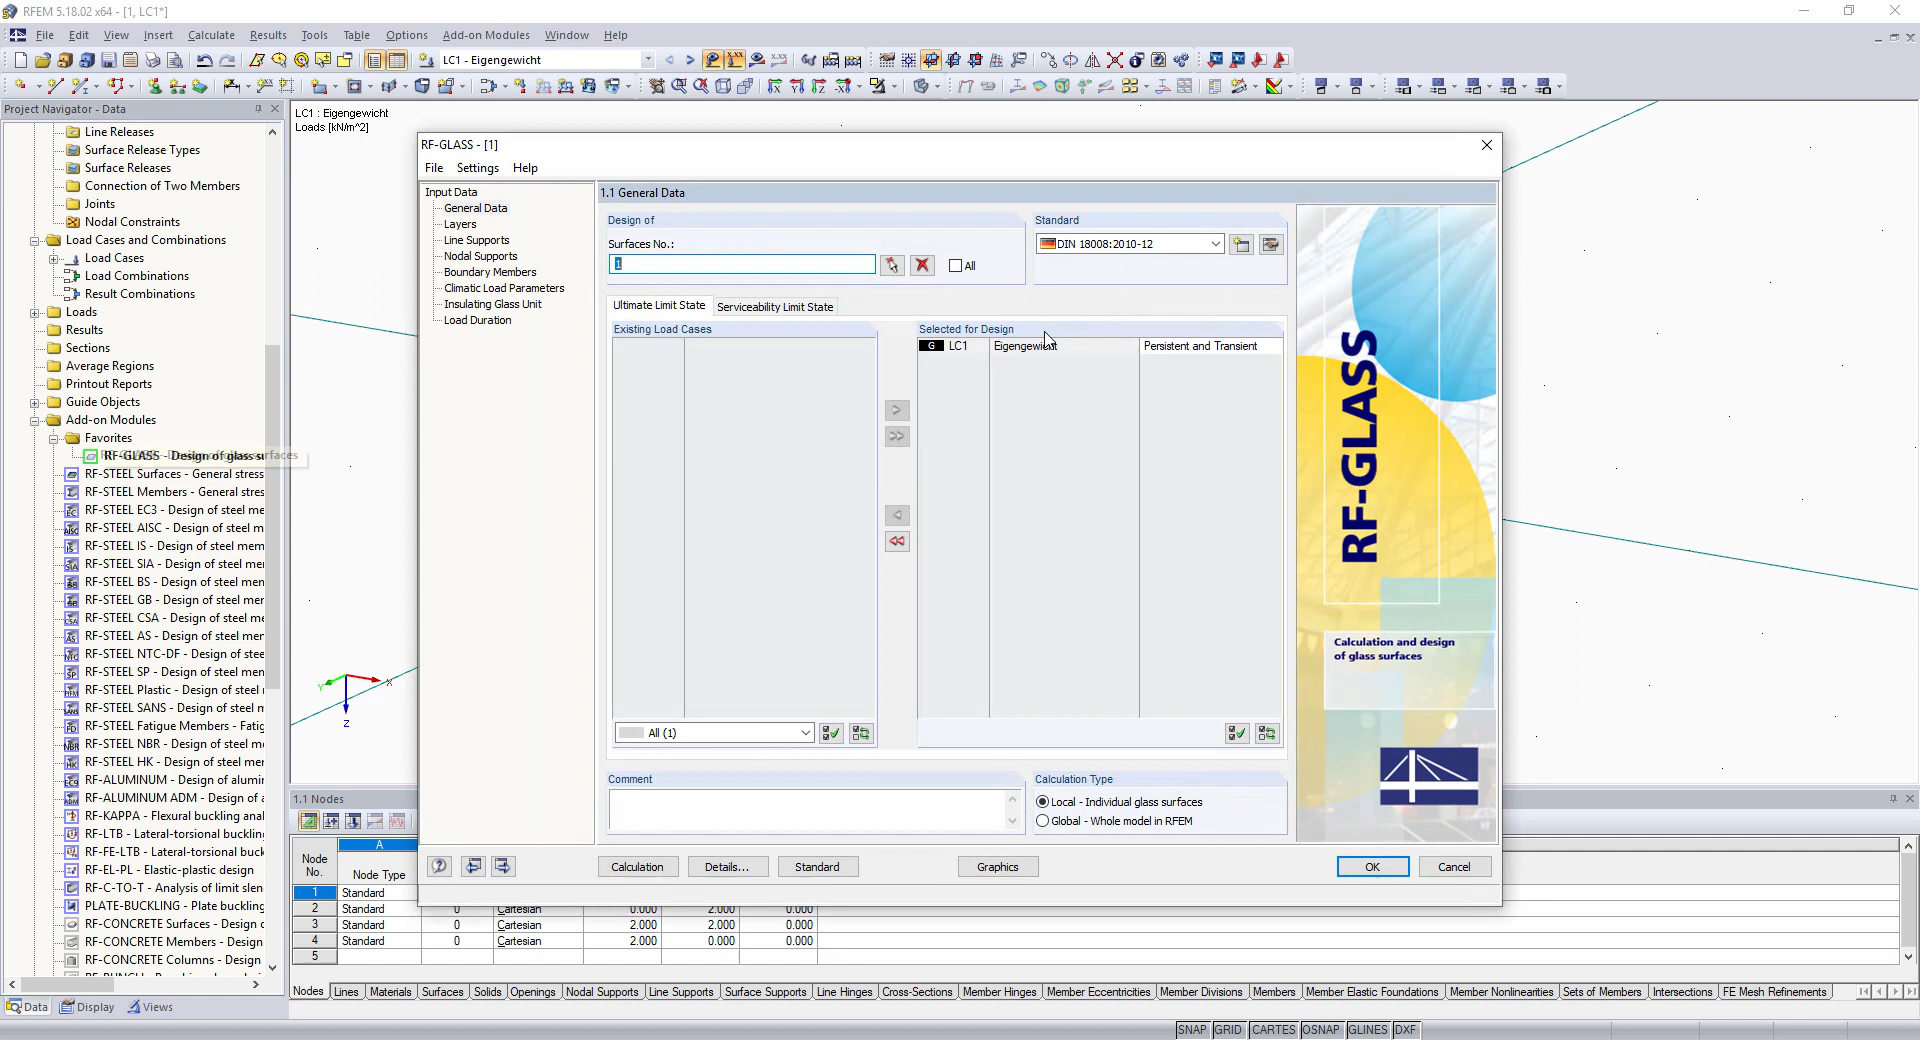 RFEM 5.18.02 x64 - [1, LC1*]
File Edit View Insert Calculate Results Tools Table Options Add-on Modules Window Help
LC1 - Eigengewicht
Project Navigator - Data
Line Releases
Surface Release Types
Surface Releases
Connection of Two Members
Joints
Nodal Constraints
Load Cases and Combinations
Load Cases
Load Combinations
Result Combinations
Loads
Results
Sections
Average Regions
Printout Reports
Guide Objects
Add-on Modules
Favorites
RF-GLASS - Design of glass surfaces
RF-STEEL Surfaces - General stress
RF-STEEL Members - General stress
RF-STEEL EC3 - Design of steel me
RF-STEEL AISC - Design of steel me
RF-STEEL IS - Design of steel mem
RF-STEEL SIA - Design of steel me
RF-STEEL BS - Design of steel mem
RF-STEEL GB - Design of steel mem
RF-STEEL CSA - Design of steel me
RF-STEEL AS - Design of steel mem
RF-STEEL NTC-DF - Design of stee
RF-STEEL SP - Design of steel mem
RF-STEEL Plastic - Design of steel
RF-STEEL SANS - Design of steel m
RF-STEEL Fatigue Members - Fatig
RF-STEEL NBR - Design of steel m
RF-STEEL HK - Design of steel me
RF-ALUMINUM - Design of alumi
RF-ALUMINUM ADM - Design of a
RF-KAPPA - Flexural buckling anal
RF-LTB - Lateral-torsional buckling
RF-FE-LTB - Lateral-torsional buck
RF-EL-PL - Elastic-plastic design
RF-C-TO-T - Analysis of limit slen
PLATE-BUCKLING - Plate buckling
RF-CONCRETE Surfaces - Design o
RF-CONCRETE Members - Design
RF-CONCRETE Columns - Design
Data Display Views
LC1 : Eigengewicht
Loads [kN/m^2]
Y X
Z
RF-GLASS - [1]
File Settings Help
Input Data
General Data
Layers
Line Supports
Nodal Supports
Boundary Members
Climatic Load Parameters
Insulating Glass Unit
Load Duration
1.1 General Data
Design of
Surfaces No.:
1
All
Standard
DIN 18008:2010-12
Ultimate Limit State Serviceability Limit State
Existing Load Cases
Selected for Design
G LC1 Eigengewicht Persistent and Transient
All (1)
Comment
Calculation Type
Local - Individual glass surfaces
Global - Whole model in RFEM
RF-GLASS
Calculation and design
of glass surfaces
Calculation Details... Standard Graphics OK Cancel
1.1 Nodes
A
Node
No.
Node Type
1 Standard
2 Standard 0 Cartesian 0.000 2.000 0.000
3 Standard 0 Cartesian 2.000 2.000 0.000
4 Standard 0 Cartesian 2.000 0.000 0.000
5
Nodes Lines Materials Surfaces Solids Openings Nodal Supports Line Supports Surface Supports Line Hinges Cross-Sections Member Hinges Member Eccentricities Member Divisions Members Member Elastic Foundations Member Nonlinearities Sets of Members Intersections FE Mesh Refinements
SNAP GRID CARTES OSNAP GLINES DXF